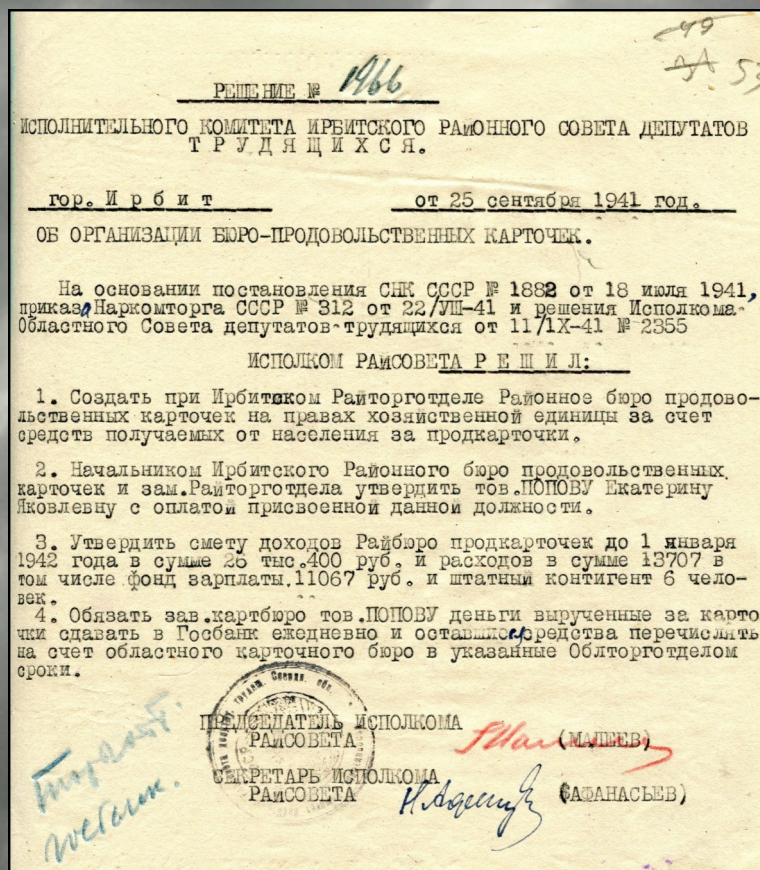 49
53
РЕШЕНИЕ № 1966
ИСПОЛНИТЕЛЬНОГО КОМИТЕТА ИРБИТСКОГО РАЙОННОГО СОВЕТА ДЕПУТАТОВ
Т Р У Д Я Щ И Х С Я.
гор. И р б и т от 25 сентября 1941 год.
ОБ ОРГАНИЗАЦИИ БЮРО-ПРОДОВОЛЬСТВЕННЫХ КАРТОЧЕК.
На основании постановления СНК СССР № 1882 от 18 июля 1941,
приказа Наркомторга СССР № 312 от 22/УШ-41 и решения Исполкома
Областного Совета депутатов трудящихся от 11/1Х-41 № 2355
ИСПОЛКОМ РАЙСОВЕТА Р Е Ш И Л:
1. Создать при Ирбитском Райторготделе Районное бюро продово-
льственных карточек на правах хозяйственной единицы за счет
средств получаемых от населения за продкарточки.
2. Начальником Ирбитского Районного бюро продовольственных
карточек и зам.Райторготдела утвердить тов.ПОПОВУ Екатерину
Яковлевну с оплатой присвоенной данной должности.
3. Утвердить смету доходов Райбюро продкарточек до 1 января
1942 года в сумме 26 тыс.400 руб. и расходов в сумме 13707 в
том числе фонд зарплаты.11067 руб. и штатный контигент 6 чело-
век.
4. Обязать зав.картбюро тов.ПОПОВУ деньги вырученные за карто
чки сдавать в Госбанк ежедневно и оставшиеся средства перечислять
на счет областного карточного бюро в указанные Облторготделом
сроки.
ПРЕДСЕДАТЕЛЬ ИСПОЛКОМА
РАЙСОВЕТА (МАЛЕЕВ)
СЕКРЕТАРЬ ИСПОЛКОМА
РАЙСОВЕТА (АФАНАСЬЕВ)
госбанк.